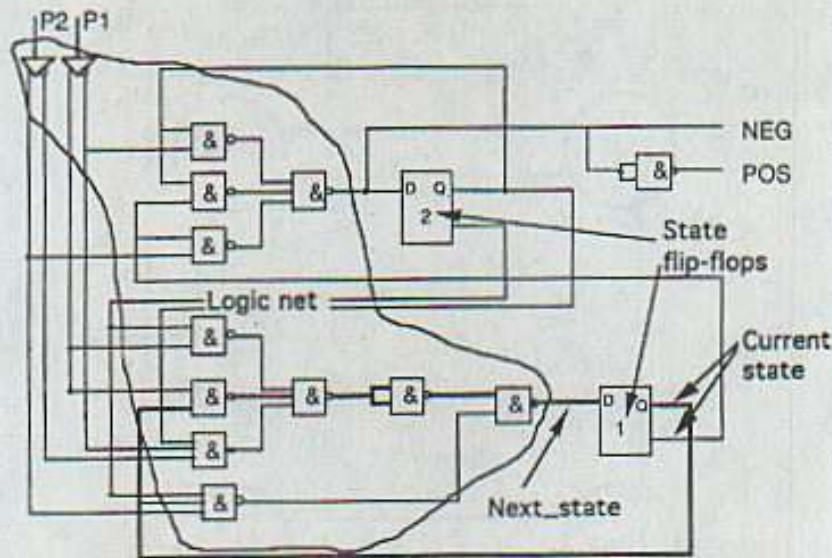 P2 P1
&
&
&
&
NEG
&
POS
D Q
2
State
flip-flops
Logic net
&
&
&
&
&
&
&
D Q
1
Current
state
Next_state